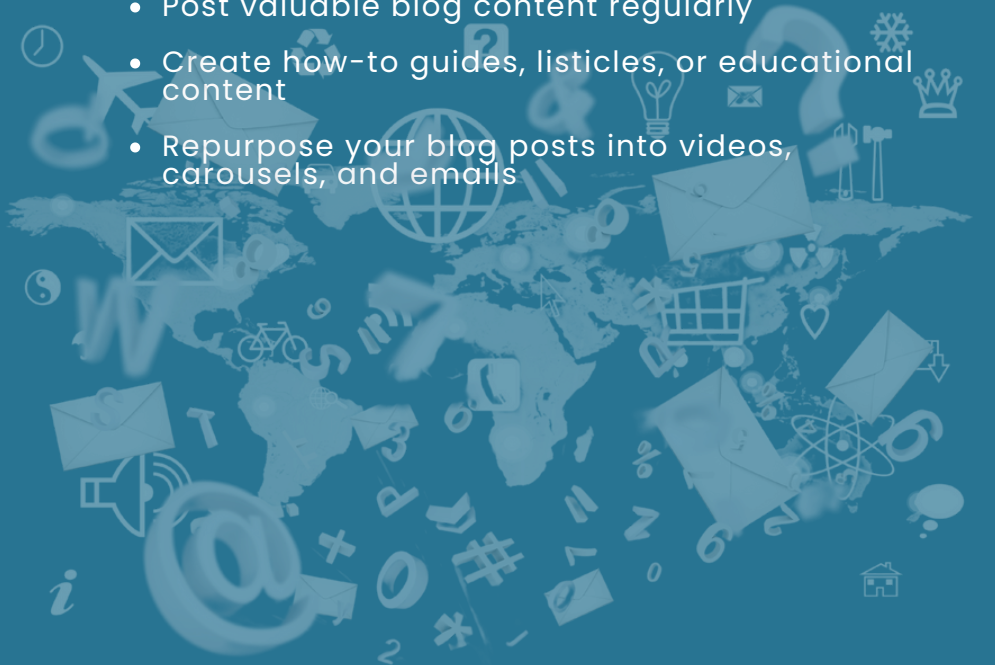 • Post valuable blog content regularly
• Create how-to guides, listicles, or educational
content
• Repurpose your blog posts into videos,
carousels, and emails